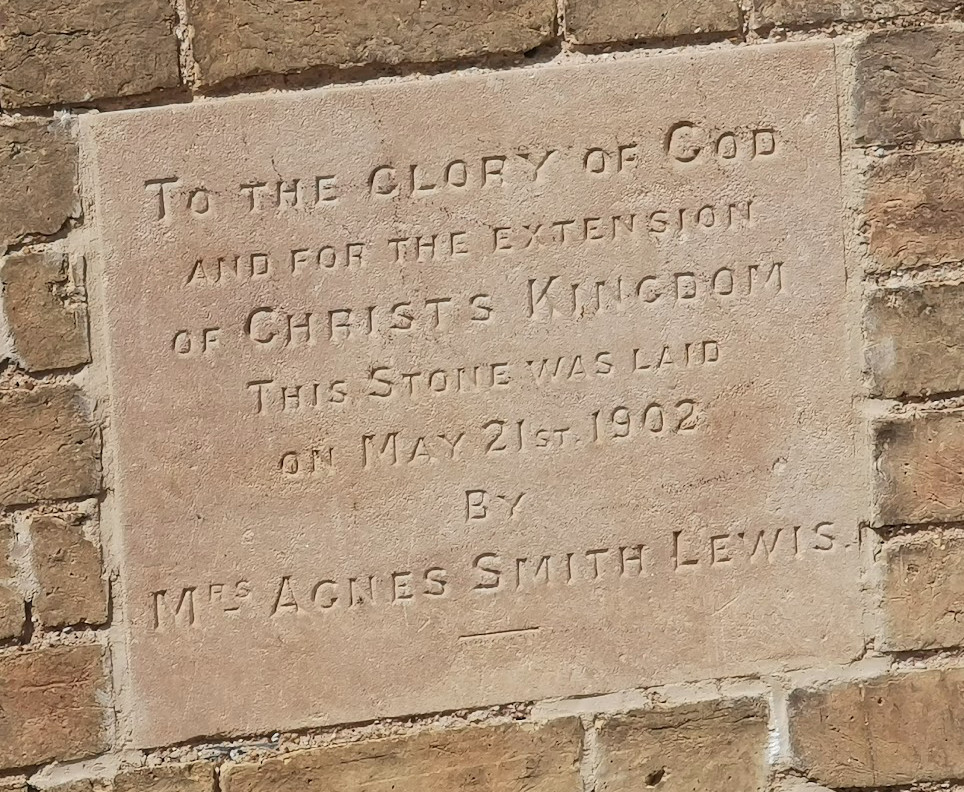 TO THE GLORY OF GOD
AND FOR THE EXTENSION
OF CHRIST'S KINGDOM
THIS STONE WAS LAID
ON MAY 21ST. 1902
BY
MRS AGNES SMITH LEWIS.